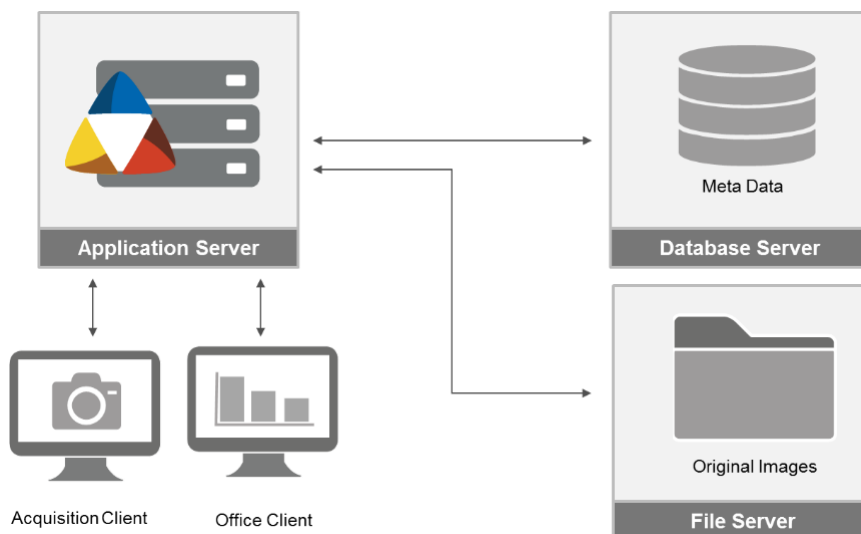 Meta Data
Application Server
Database Server
Original Images
Acquisition Client
Office Client
File Server